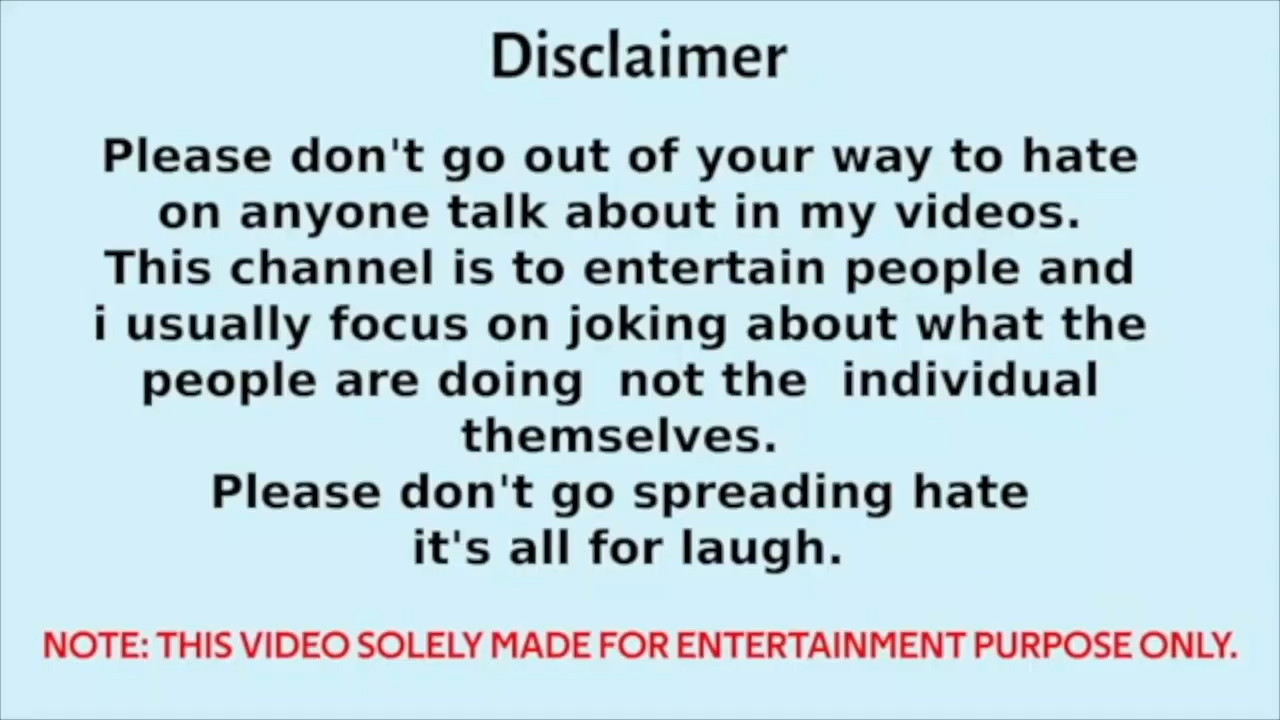 Disclaimer
Please don't go out of your way to hate
on anyone talk about in my videos.
This channel is to entertain people and
i usually focus on joking about what the
people are doing  not the  individual
themselves.
Please don't go spreading hate
it's all for laugh.
NOTE: THIS VIDEO SOLELY MADE FOR ENTERTAINMENT PURPOSE ONLY.